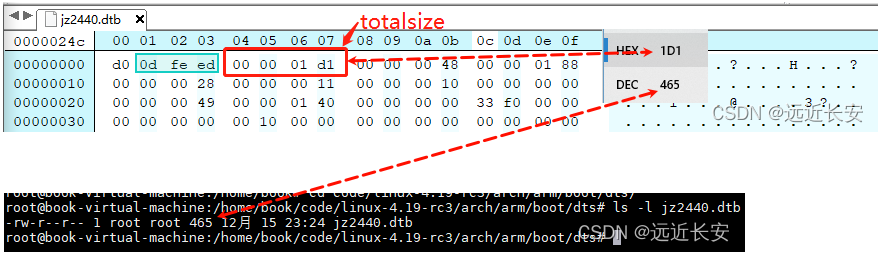 jz2440.dtb
totalsize
0000024c 00 01 02 03 04 05 06 07 08 09 0a 0b 0c 0d 0e 0f
00000000 d0 0d fe ed 00 00 01 d1 00 00 00 48 00 00 01 88 . ? . . . H . . . ?
00000010 00 00 00 28 00 00 00 11 00 00 00 10 00 00 00 00
00000020 00 00 00 49 00 00 01 40 00 00 00 00 33 f0 00 00
00000030 00 00 00 00 00 10 00 00 00 00 00 00 00 00 00 00
HEX 1D1
DEC 465
CSDN @远近长安
root@book-virtual-machine:/home/book# cd code/linux-4.19-rc3/arch/arm/boot/dts/
root@book-virtual-machine:/home/book/code/linux-4.19-rc3/arch/arm/boot/dts# ls -l jz2440.dtb
-rw-r--r-- 1 root root 465 12月 15 23:24 jz2440.dtb
root@book-virtual-machine:/home/book/code/linux-4.19-rc3/arch/arm/boot/dts#
CSDN @远近长安